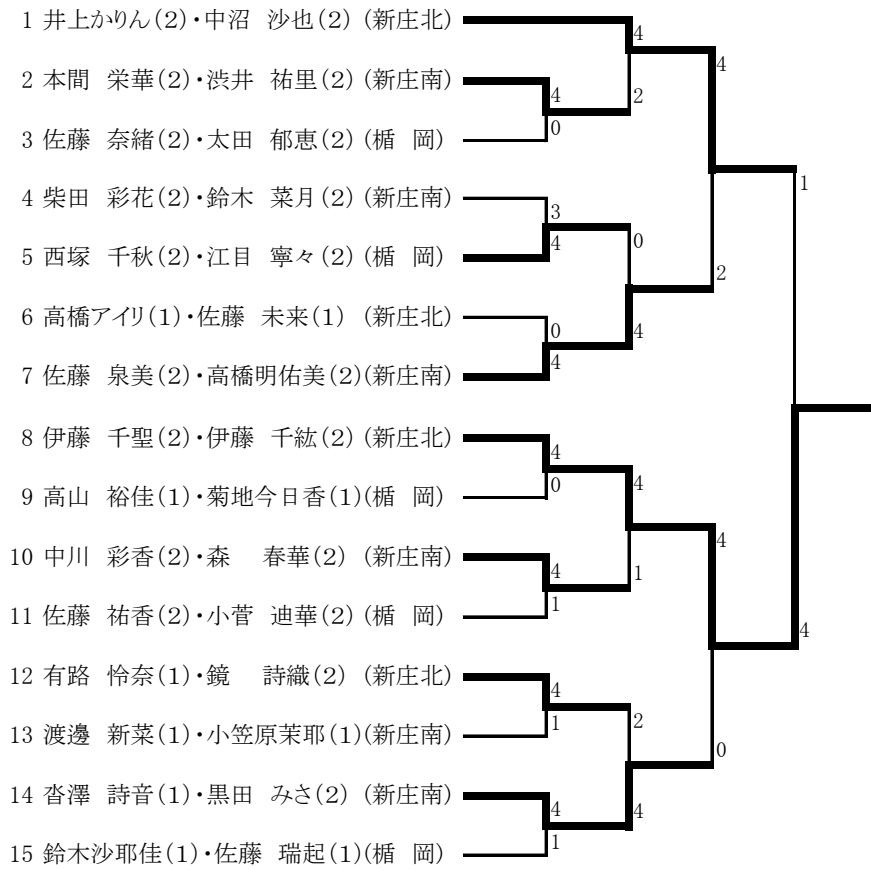 1 井上かりん(2)・中沼 沙也(2) (新庄北)
2 本間 栄華(2)・渋井 祐里(2) (新庄南)
3 佐藤 奈緒(2)・太田 郁恵(2) (楯 岡)
4 柴田 彩花(2)・鈴木 菜月(2) (新庄南)
5 西塚 千秋(2)・江目 寧々(2) (楯 岡)
6 高橋アイリ(1)・佐藤 未来(1) (新庄北)
7 佐藤 泉美(2)・高橋明佑美(2)(新庄南)
8 伊藤 千聖(2)・伊藤 千紘(2) (新庄北)
9 高山 裕佳(1)・菊地今日香(1)(楯 岡)
10 中川 彩香(2)・森 春華(2) (新庄南)
11 佐藤 祐香(2)・小菅 迪華(2) (楯 岡)
12 有路 怜奈(1)・鏡 詩織(2) (新庄北)
13 渡邊 新菜(1)・小笠原茉耶(1)(新庄南)
14 沓澤 詩音(1)・黒田 みさ(2) (新庄南)
15 鈴木沙耶佳(1)・佐藤 瑞起(1)(楯 岡)
4
0
3
4
0
4
4
0
4
1
4
1
4
1
4
2
0
4
4
1
2
4
4
2
4
0
1
4